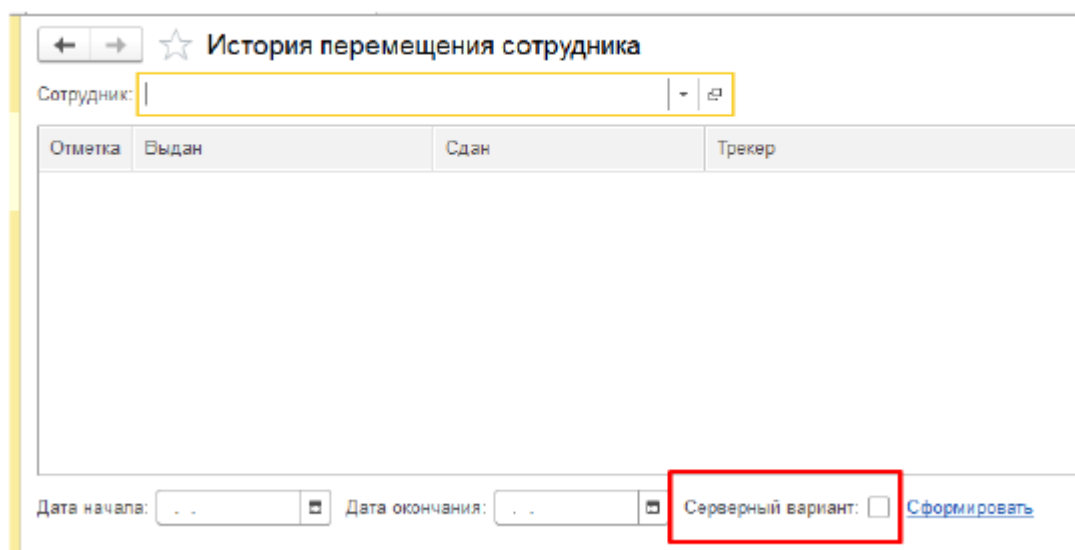 История перемещения сотрудника
Сотрудник:
Отметка Выдан Сдан Трекер
Дата начала: . . Дата окончания: . . Серверный вариант: Сформировать